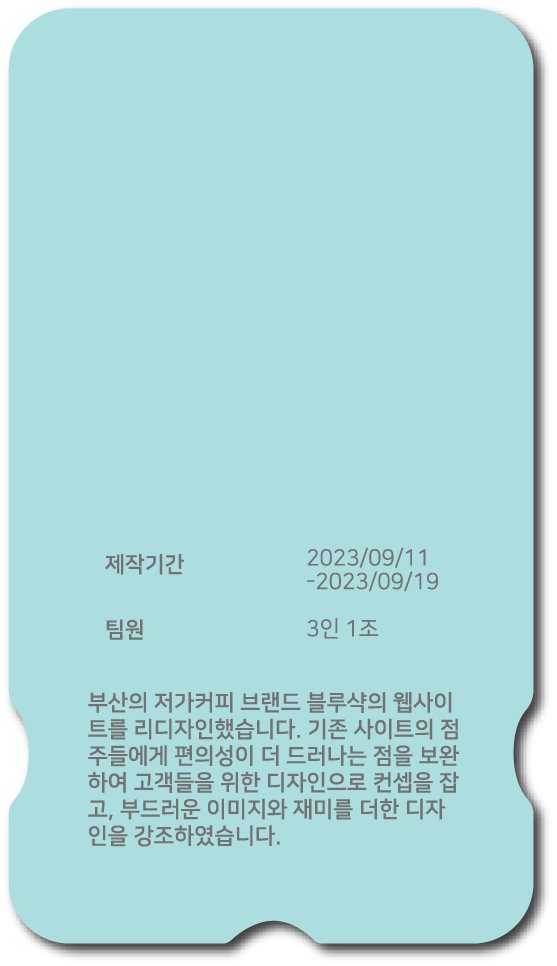 제작기간
2023/09/11
-2023/09/19
팀원
3인 1조
부산의 저가커피 브랜드 블루샥의 웹사이
트를 리디자인했습니다. 기존 사이트의 점
주들에게 편의성이 더 드러나는 점을 보완
하여 고객들을 위한 디자인으로 컨셉을 잡
고, 부드러운 이미지와 재미를 더한 디자
인을 강조하였습니다.